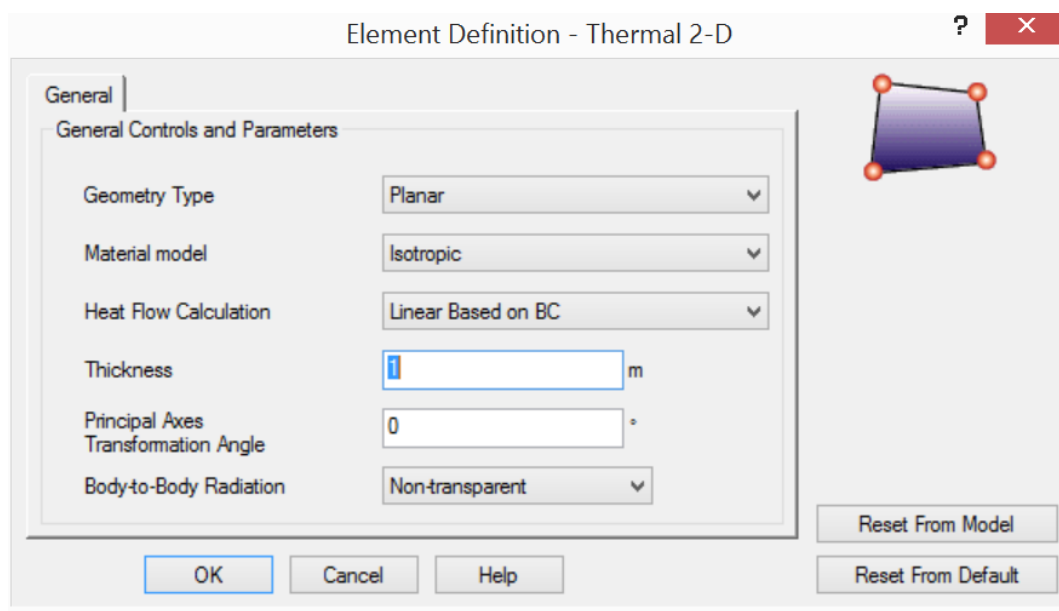 Element Definition - Thermal 2-D
?
General
General Controls and Parameters
Geometry Type
Planar
Material model
Isotropic
Heat Flow Calculation
Linear Based on BC
Thickness
1
m
Principal Axes
Transformation Angle
0
°
Body-to-Body Radiation
Non-transparent
Reset From Model
OK
Cancel
Help
Reset From Default